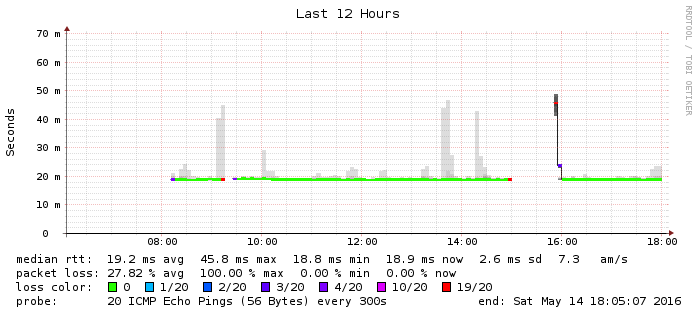 Last 12 Hours
RRDTOOL / TOBI OETIKER
Seconds
70 m
60 m
50 m
40 m
30 m
20 m
10 m
0
08:00 10:00 12:00 14:00 16:00 18:00
median rtt: 19.2 ms avg 45.8 ms max 18.8 ms min 18.9 ms now 2.6 ms sd 7.3 am/s
packet loss: 27.82 % avg 100.00 % max 0.00 % min 0.00 % now
loss color: 0 1/20 2/20 3/20 4/20 10/20 19/20
probe: 20 ICMP Echo Pings (56 Bytes) every 300s end: Sat May 14 18:05:07 2016